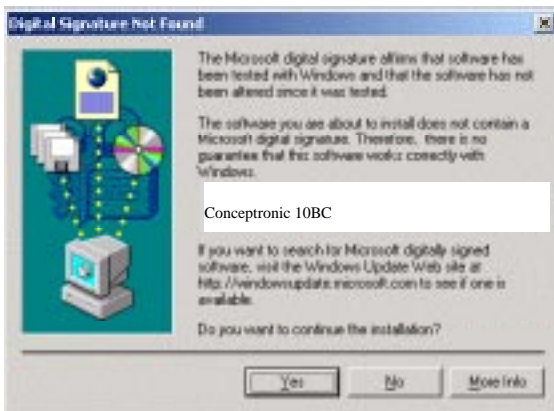 Digital Signature Not Found
The Microsoft digital signature affirms that software has
been tested with Windows and that the software has not
been altered since it was tested.
The software you are about to install does not contain a
Microsoft digital signature. Therefore, there is no
guarantee that this software works correctly with
Windows.
Conceptronic 10BC
If you want to search for Microsoft digitally signed
software, visit the Windows Update Web site at
http://windowsupdate.microsoft.com to see if one is
available.
Do you want to continue the installation?
Yes No More Info